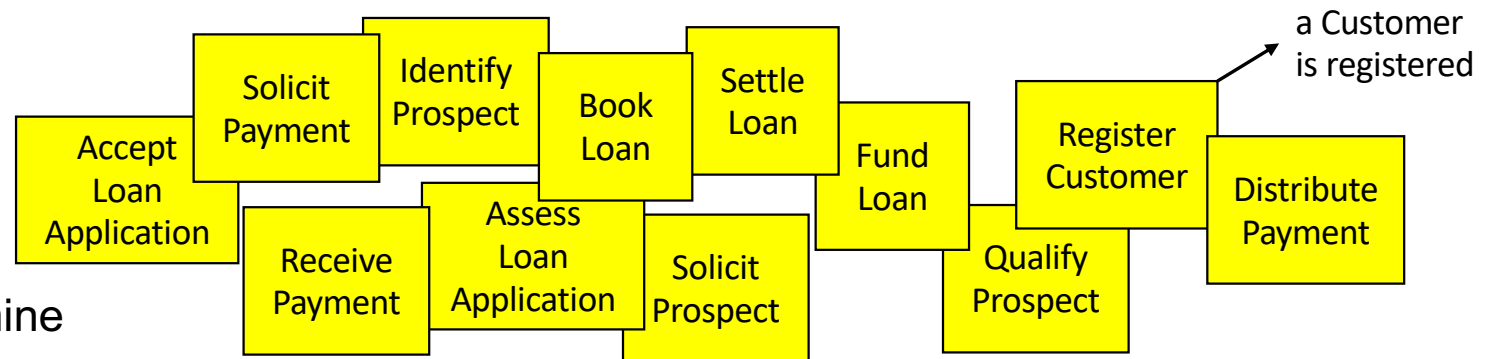 Accept
Loan
Application
Solicit
Payment
Identify
Prospect
Book
Loan
Settle
Loan
Fund
Loan
Register
Customer
a Customer
is registered
Distribute
Payment
Receive
Payment
Assess
Loan
Application
Solicit
Prospect
Qualify
Prospect